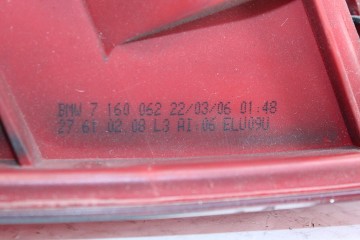 BMW 7 160 062 22/03/06 01:48
27.61 02.08 L3 AI:06 ELU09U